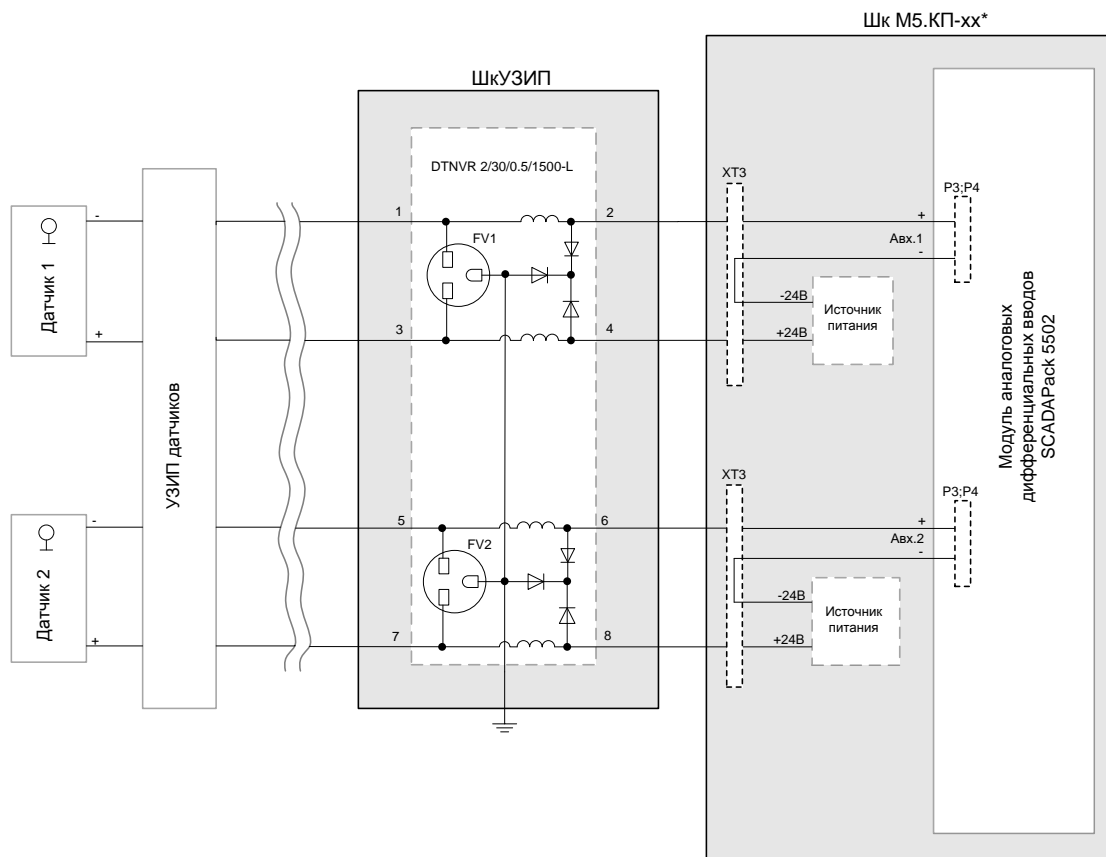 Шк М5.КП-xx*
ШкУЗИП
DTNVR 2/30/0.5/1500-L
XT3
P3;P4
-
1
2
+
FV1
Авх.1
-
Датчик 1
-24В
Источник
питания
+
3
4
+24В
УЗИП датчиков
Модуль аналоговых
дифференциальных вводов
SCADAPack 5502
XT3
P3;P4
-
5
6
+
FV2
Авх.2
-
Датчик 2
-24В
Источник
питания
+
7
8
+24В